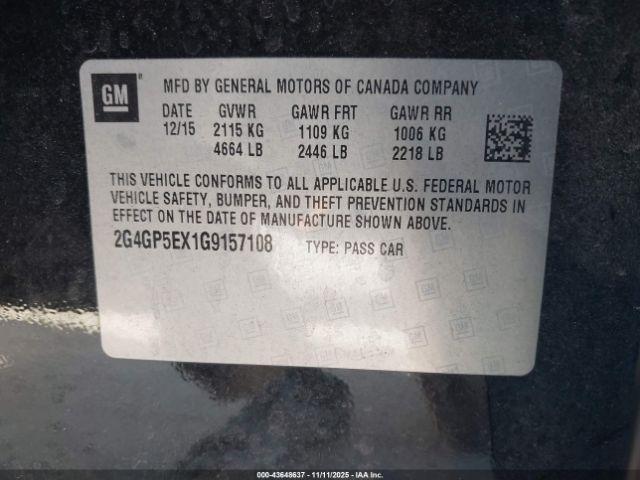 GM
MFD BY GENERAL MOTORS OF CANADA COMPANY
DATE GVWR GAWR FRT GAWR RR
12/15 2115 KG 1109 KG 1006 KG
4664 LB 2446 LB 2218 LB
THIS VEHICLE CONFORMS TO ALL APPLICABLE U.S. FEDERAL MOTOR
VEHICLE SAFETY, BUMPER, AND THEFT PREVENTION STANDARDS IN
EFFECT ON THE DATE OF MANUFACTURE SHOWN ABOVE.
2G4GP5EX1G9157108 TYPE: PASS CAR
000-43648637 - 11/11/2025 - IAA Inc.